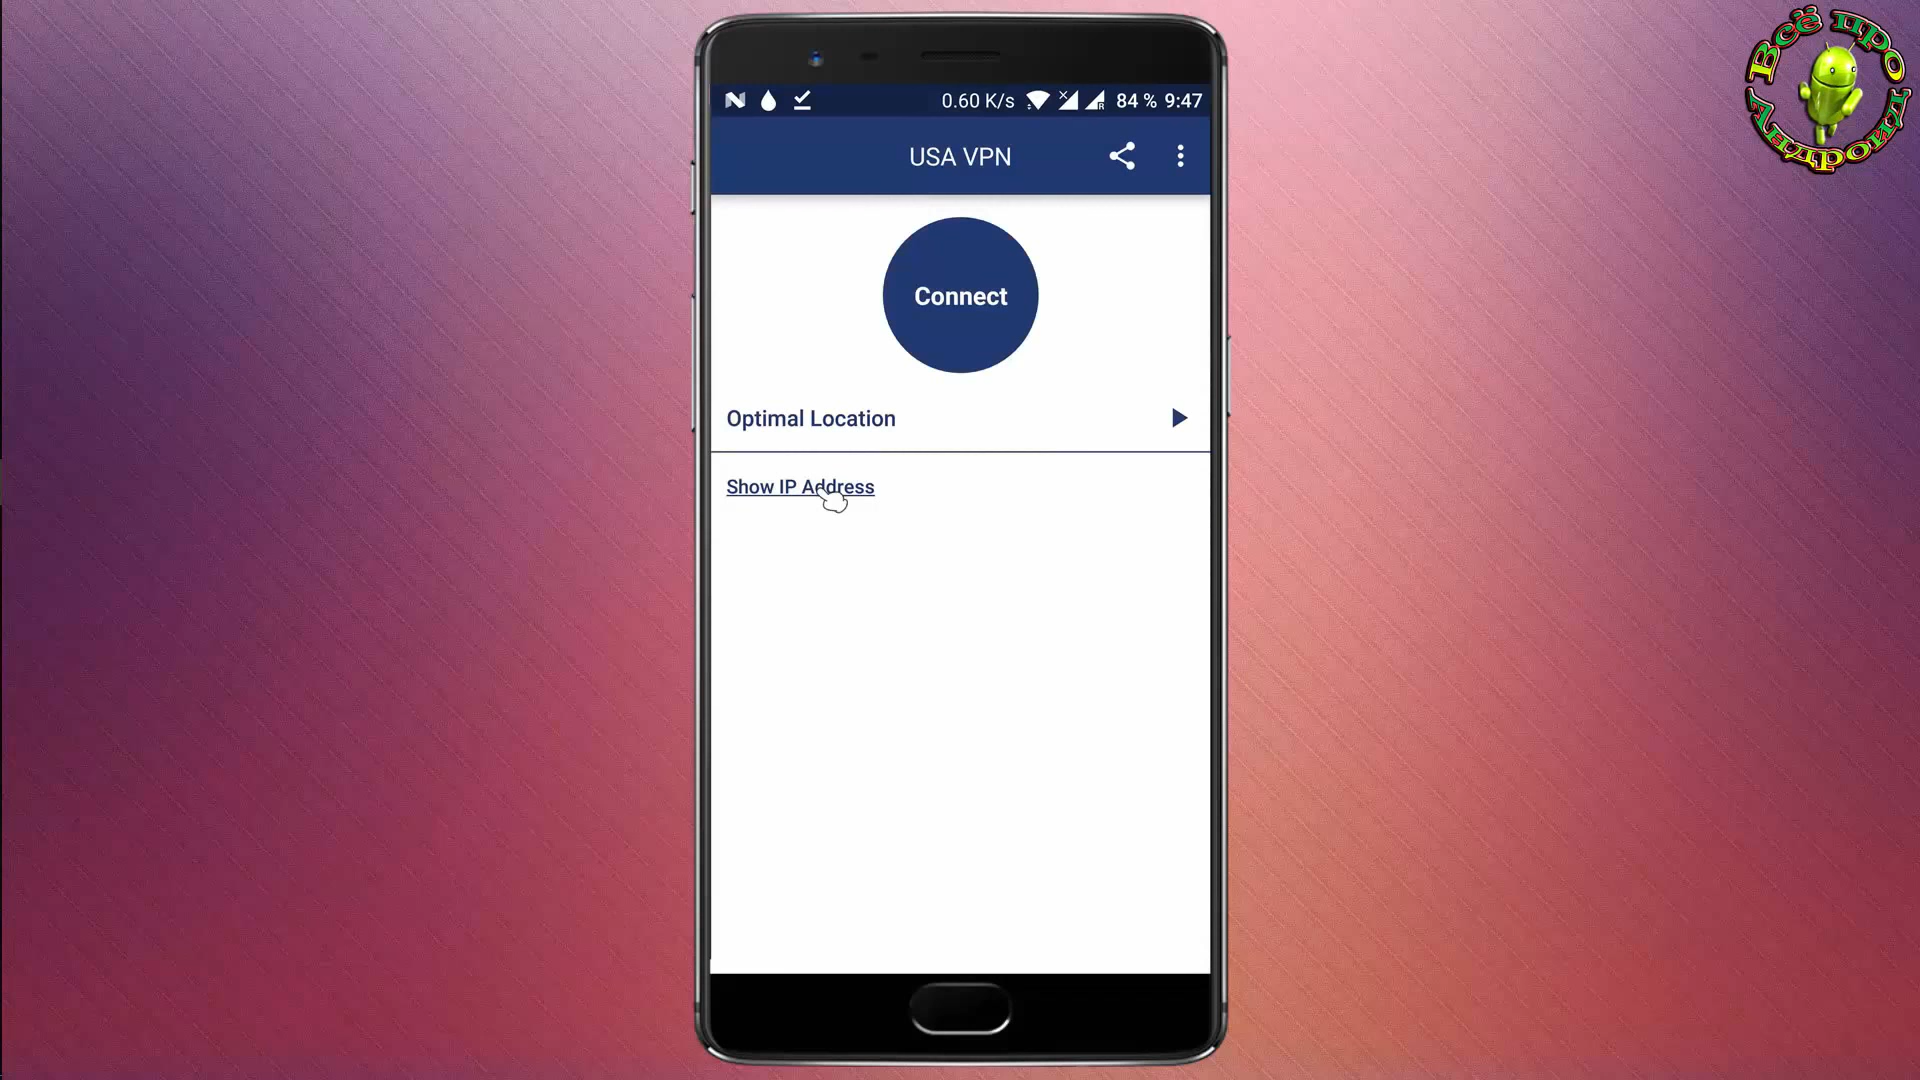 Всё про
Андроид
0.60 K/s 84 % 9:47
USA VPN
Connect
Optimal Location
Show IP Address